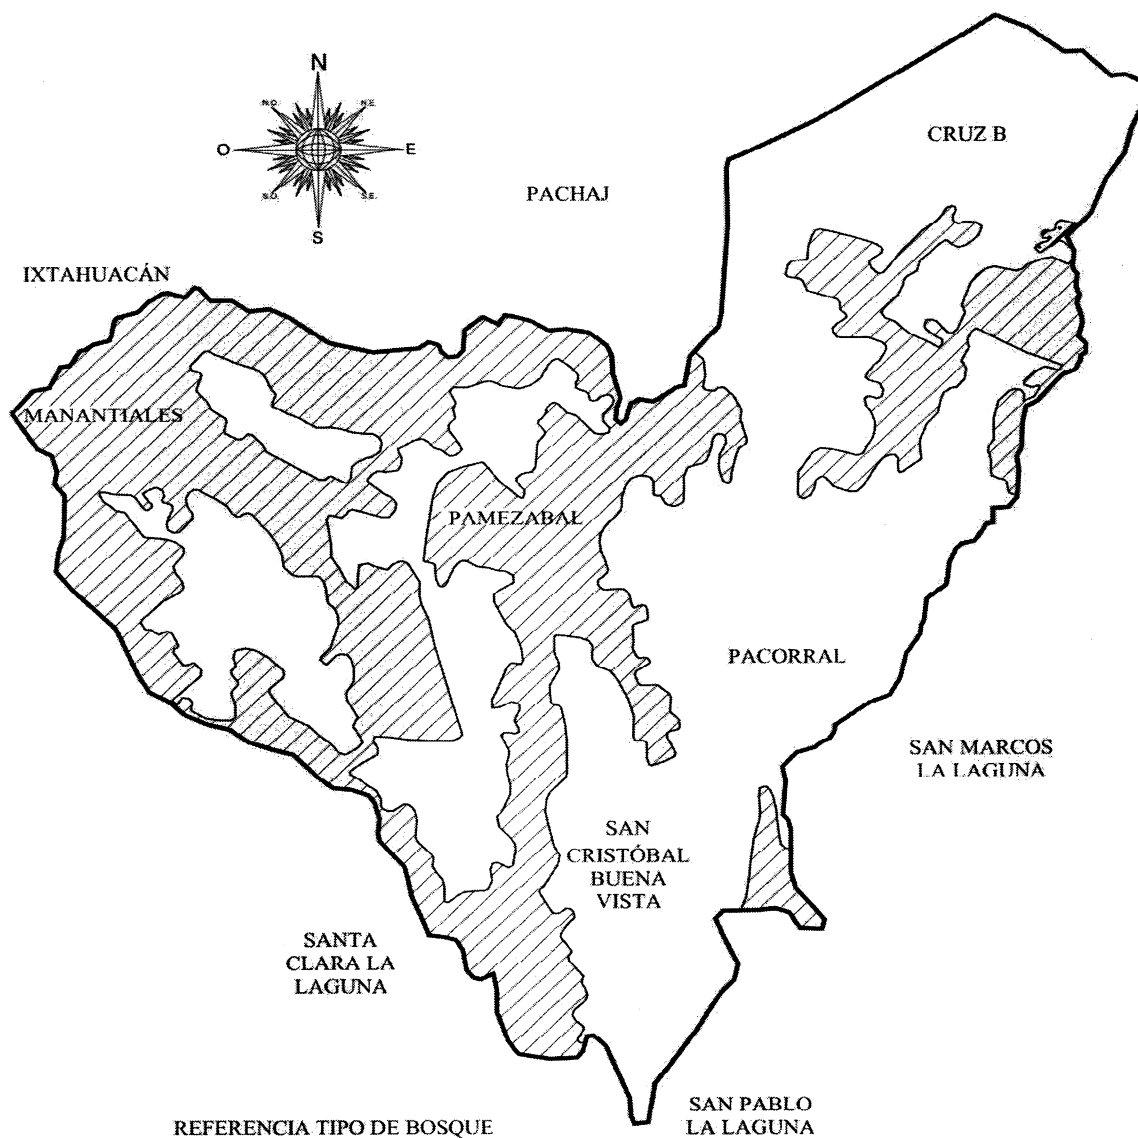 N
N.O.
N.E.
O
E
S.O.
S.E.
S
CRUZ B
PACHAJ
IXTAHUACÁN
MANANTIALES
PAMEZABAL
PACORRAL
SAN MARCOS
LA LAGUNA
SAN
CRISTÓBAL
BUENA
VISTA
SANTA
CLARA LA
LAGUNA
SAN PABLO
LA LAGUNA
REFERENCIA TIPO DE BOSQUE